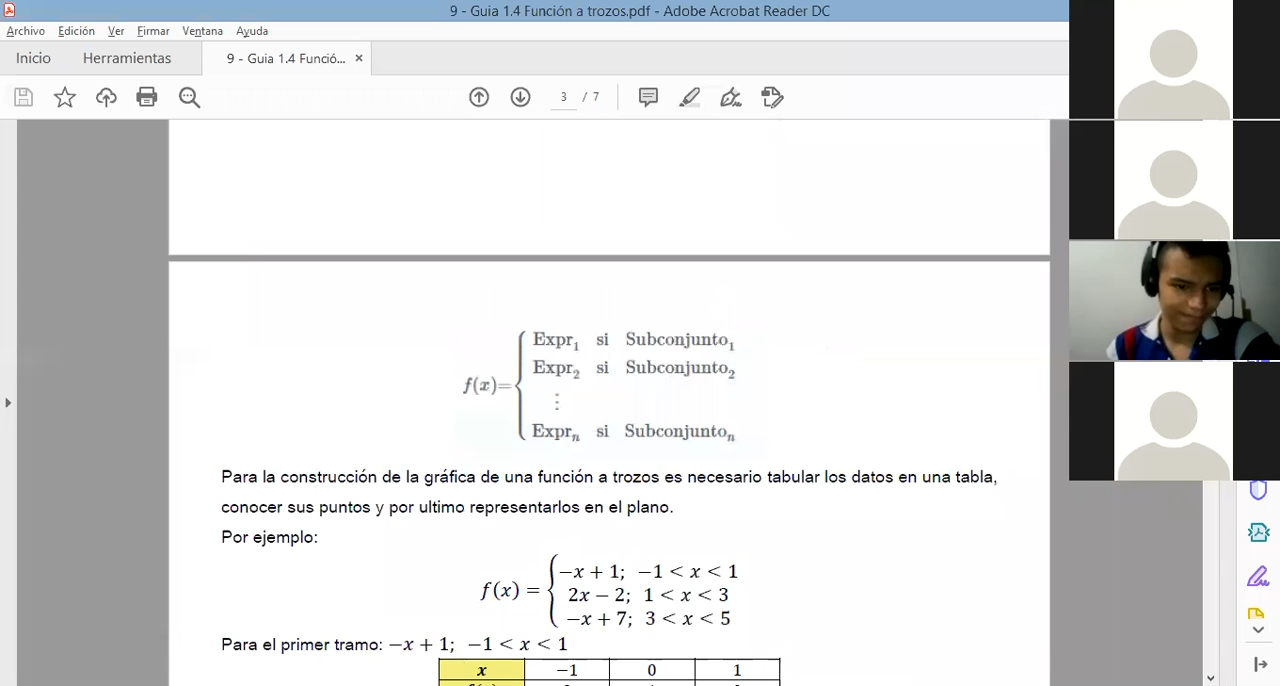 9 - Guia 1.4 Función a trozos.pdf - Adobe Acrobat Reader DC
Archivo Edición Ver Firmar Ventana Ayuda
Inicio Herramientas 9 - Guia 1.4 Funció... ×
3 / 7
Expr₁ si Subconjunto₁
Expr₂ si Subconjunto₂
f(x)=
⋮
Exprₙ si Subconjuntoₙ
Para la construcción de la gráfica de una función a trozos es necesario tabular los datos en una tabla,
conocer sus puntos y por ultimo representarlos en el plano.
Por ejemplo:
−x + 1; −1 < x < 1
f(x) = { 2x − 2; 1 < x < 3
−x + 7; 3 < x < 5
Para el primer tramo: −x + 1; −1 < x < 1
x −1 0 1